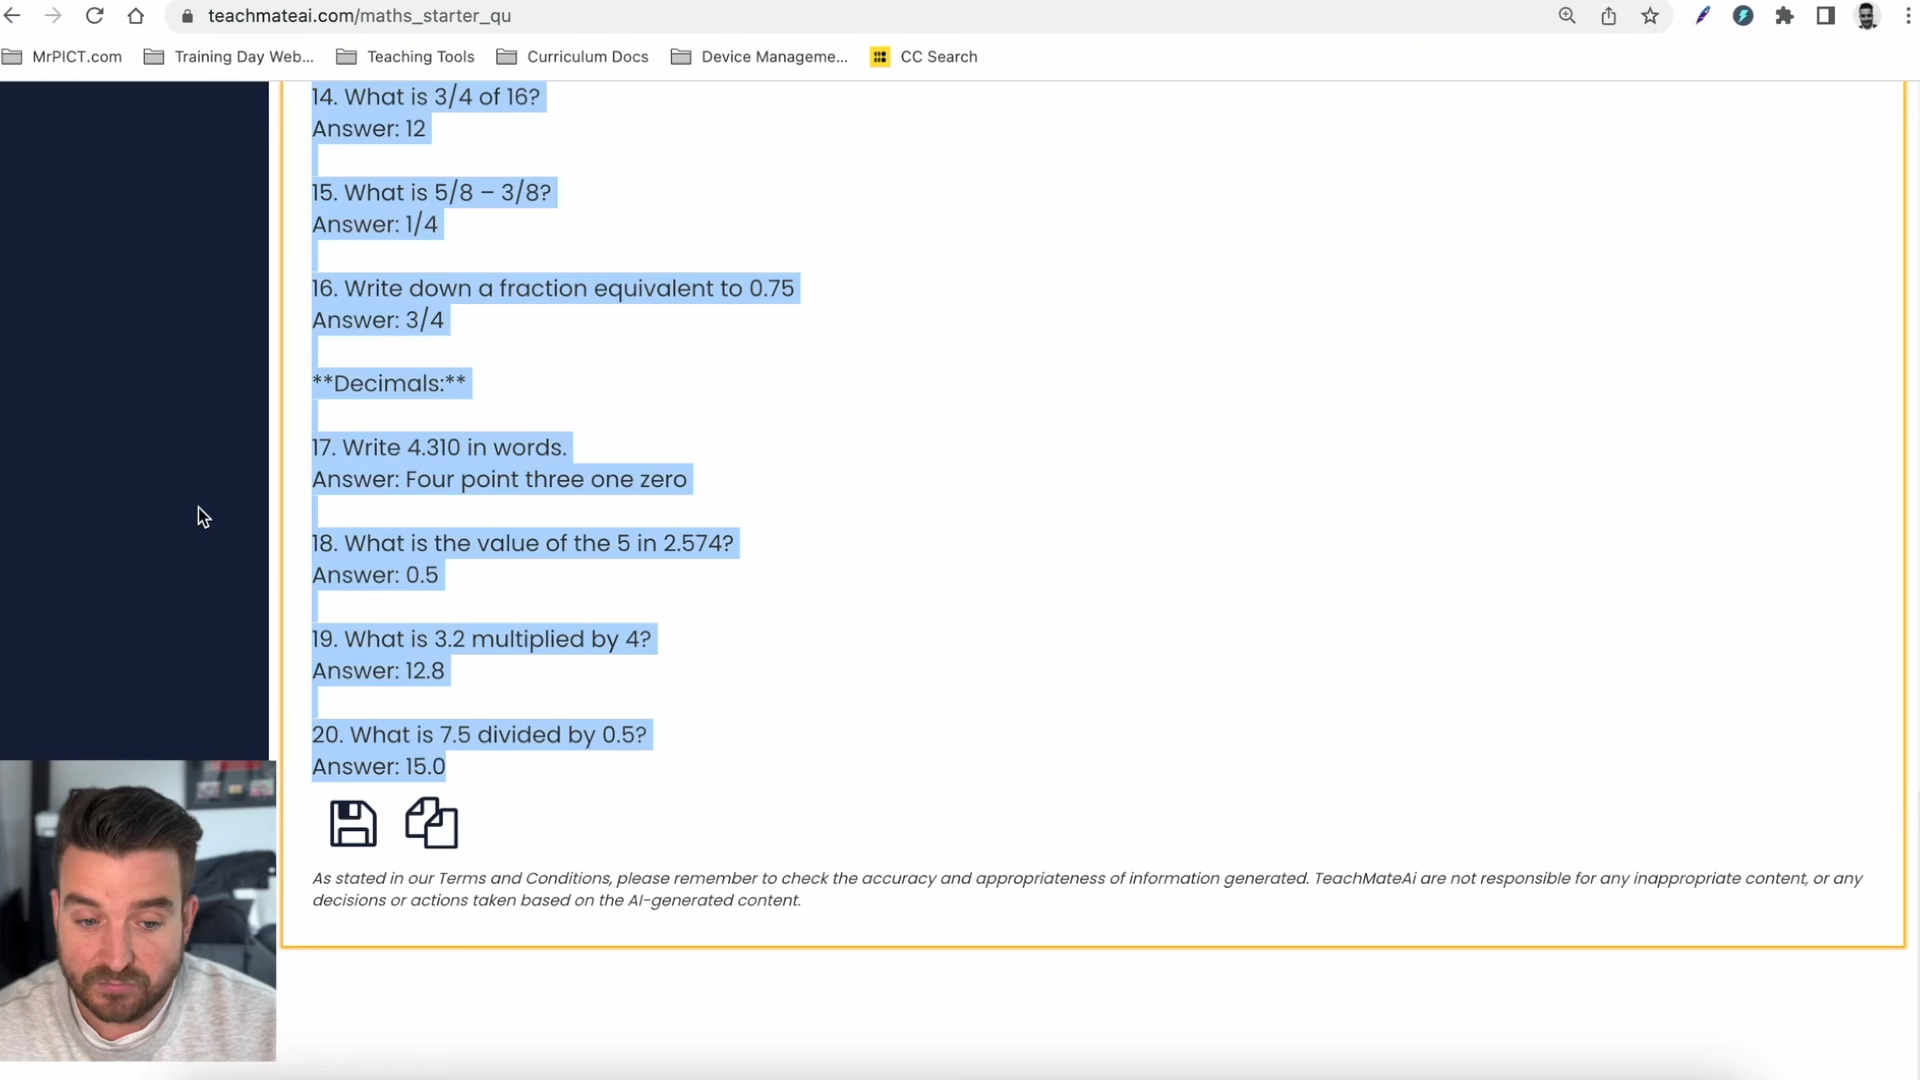 teachmateai.com/maths_starter_qu
MrPICT.com Training Day Web... Teaching Tools Curriculum Docs Device Manageme... CC Search
14. What is 3/4 of 16?
Answer: 12
15. What is 5/8 – 3/8?
Answer: 1/4
16. Write down a fraction equivalent to 0.75
Answer: 3/4
**Decimals:**
17. Write 4.310 in words.
Answer: Four point three one zero
18. What is the value of the 5 in 2.574?
Answer: 0.5
19. What is 3.2 multiplied by 4?
Answer: 12.8
20. What is 7.5 divided by 0.5?
Answer: 15.0
As stated in our Terms and Conditions, please remember to check the accuracy and appropriateness of information generated. TeachMateAi are not responsible for any inappropriate content, or any
decisions or actions taken based on the AI-generated content.